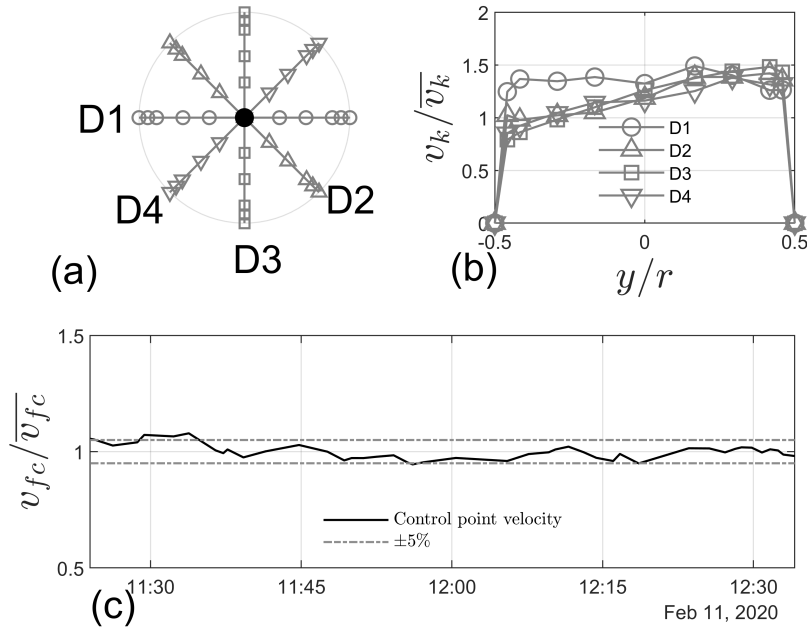 D1
D4
D2
D3
(a)
2
1.5
1
0.5
0
-0.5
0
0.5
v_k/\overline{v_k}
y/r
D1
D2
D3
D4
(b)
1.5
1
0.5
v_{fc}/\overline{v_{fc}}
Control point velocity
±5%
11:30
11:45
12:00
12:15
12:30
Feb 11, 2020
(c)